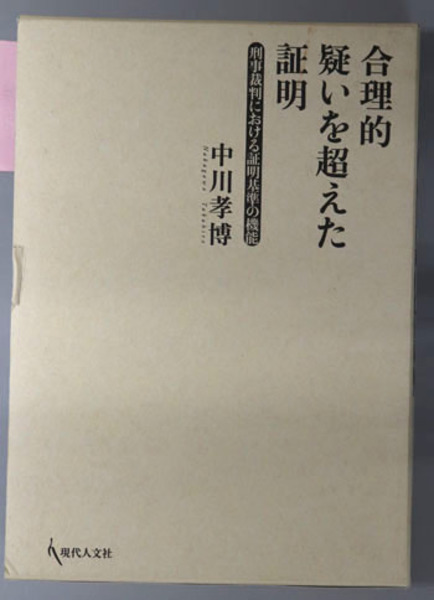 合理的
疑いを超えた
証明
刑事裁判における証明基準の機能
中川孝博
Nakagawa Takahiro
現代人文社